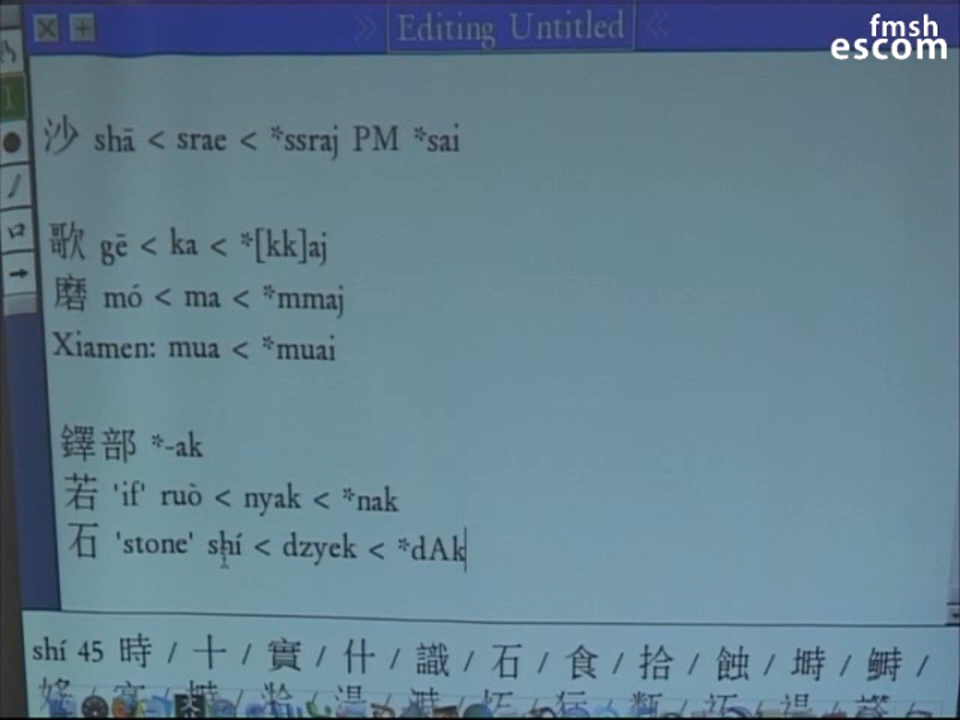 fmsh
escom
Editing Untitled
沙 shā < srae < *ssraj PM *sai
歌 gē < ka < *[kk]aj
磨 mó < ma < *mmaj
Xiamen: mua < *muai
鐸部 *-ak
若 'if' ruò < nyak < *nak
石 'stone' shí < dzyek < *dAk
shí 45 時 / 十 / 實 / 什 / 識 / 石 / 食 / 拾 / 蝕 / 塒 / 鰣 /